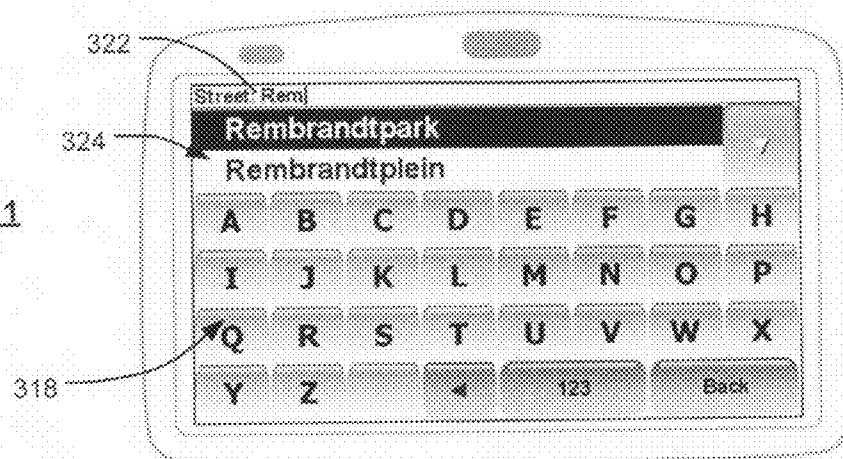 322
Street: Rem
Rembrandtpark
324
Rembrandtplein
1
A B C D E F G H
I J K L M N O P
Q R S T U V W X
318
Y Z 123 Back